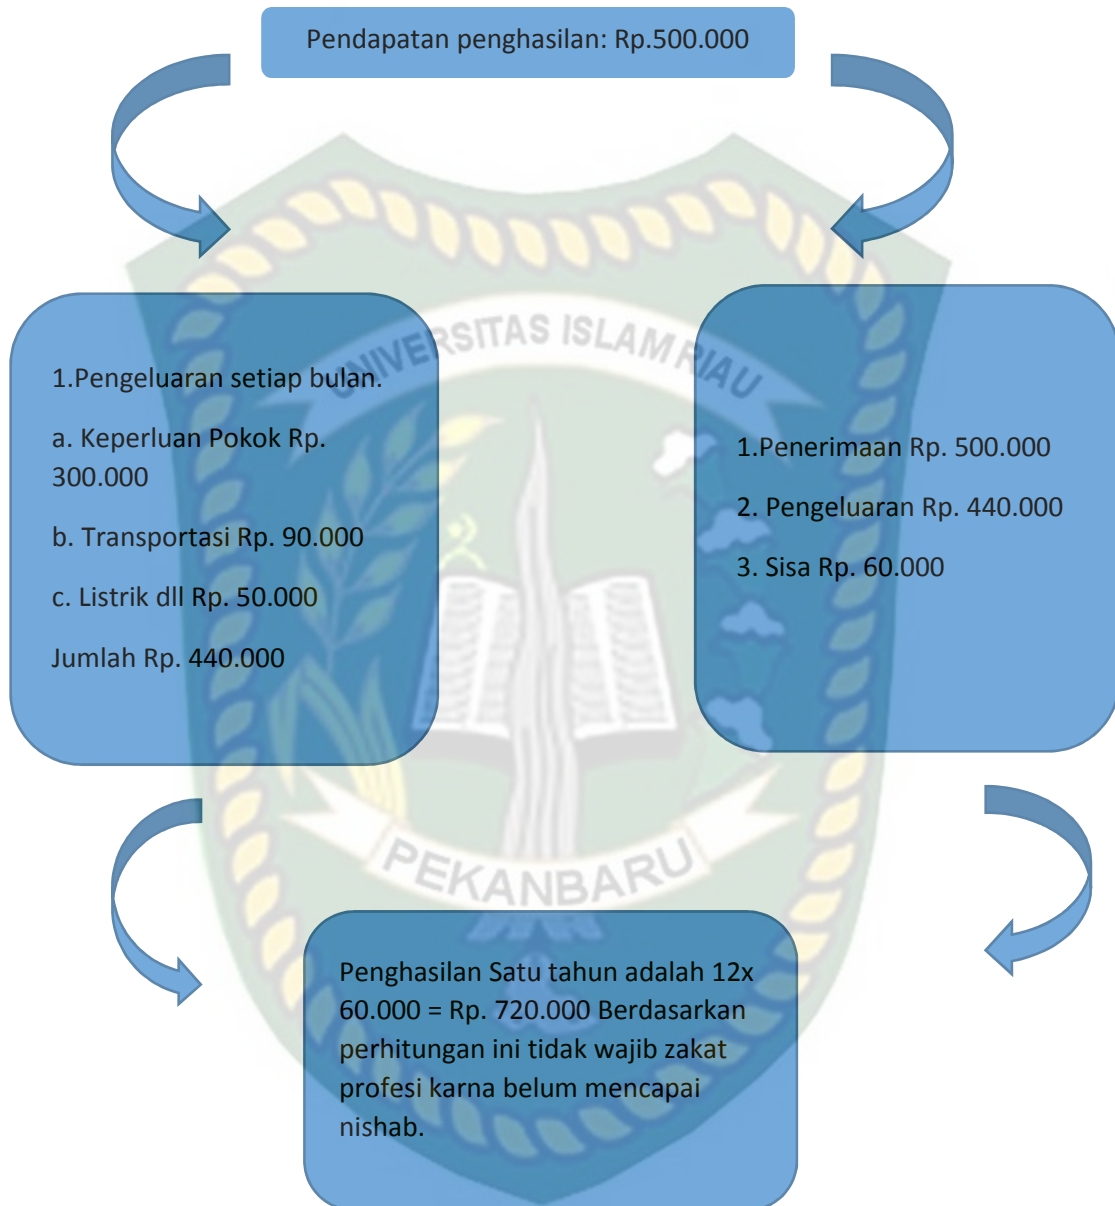 Pendapatan penghasilan: Rp.500.000
UNIVERSITAS ISLAM RIAU
1.Pengeluaran setiap bulan.
a. Keperluan Pokok Rp.
300.000
b. Transportasi Rp. 90.000
c. Listrik dll Rp. 50.000
Jumlah Rp. 440.000
1.Penerimaan Rp. 500.000
2. Pengeluaran Rp. 440.000
3. Sisa Rp. 60.000
PEKANBARU
Penghasilan Satu tahun adalah 12x
60.000 = Rp. 720.000 Berdasarkan
perhitungan ini tidak wajib zakat
profesi karna belum mencapai
nishab.